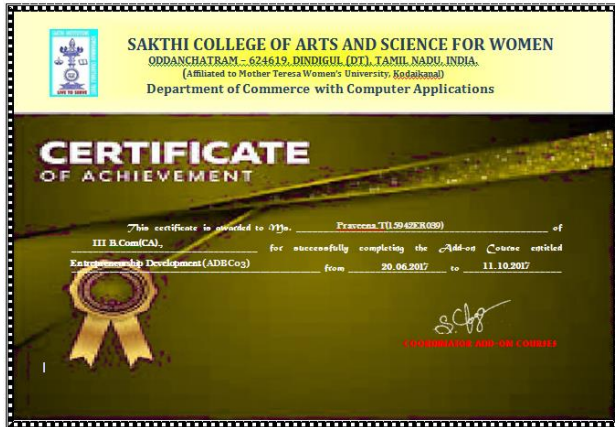 SAKTHI COLLEGE OF ARTS AND SCIENCE FOR WOMEN
ODDANCHATRAM – 624619, DINDIGUL (DT), TAMIL NADU, INDIA.
(Affiliated to Mother Teresa Women's University, Kodaikanal)
Department of Commerce with Computer Applications
CERTIFICATE
OF ACHIEVEMENT
This certificate is awarded to Ms. Praveena.T(15942ER039) of
III B.Com(CA)., for successfully completing the Add-on Course entitled
Entrepreneurship Development (ADBC03) from 20.06.2017 to 11.10.2017
COORDINATOR ADD-ON COURSES
LIVE TO SERVE